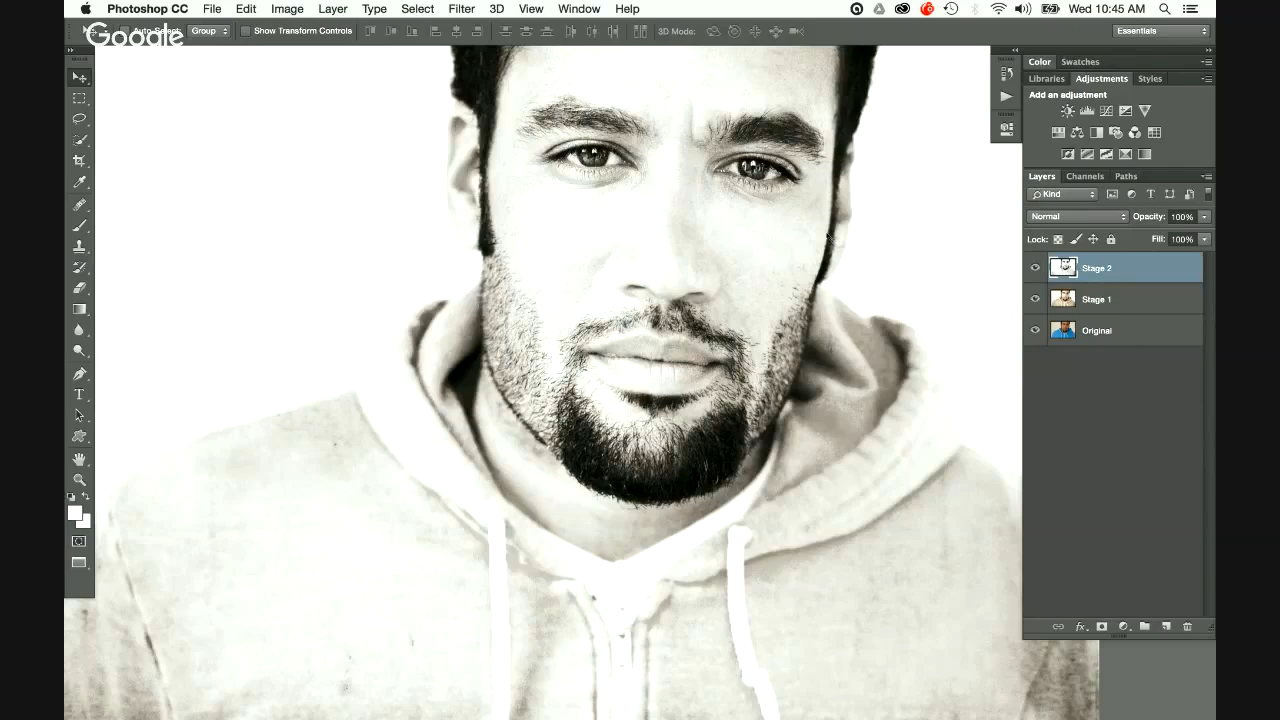 Photoshop CC File Edit Image Layer Type Select Filter 3D View Window Help Wed 10:45 AM
Google
Auto-Select: Group Show Transform Controls 3D Mode: Essentials
Color Swatches
Libraries Adjustments Styles
Add an adjustment
Layers Channels Paths
Kind
Normal Opacity: 100%
Lock: Fill: 100%
Stage 2
Stage 1
Original